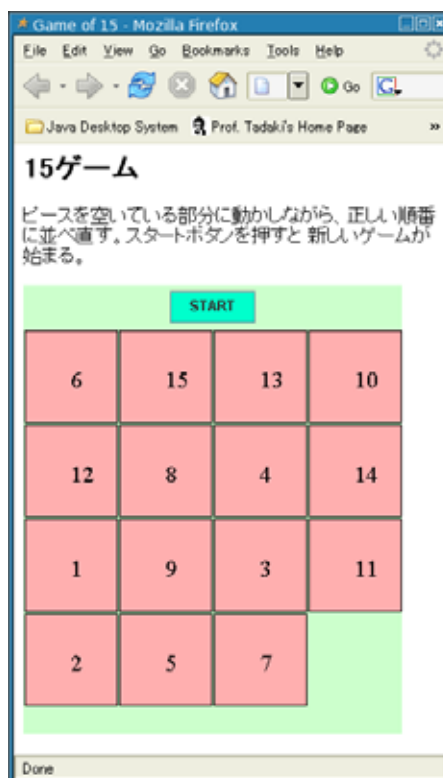 Game of 15 - Mozilla Firefox
File Edit View Go Bookmarks Tools Help
Go G
Java Desktop System Prof. Tadaki's Home Page »
15ゲーム
ピースを空いている部分に動かしながら、正しい順番
に並べ直す。スタートボタンを押すと 新しいゲームが
始まる。
START
6 15 13 10
12 8 4 14
1 9 3 11
2 5 7
Done